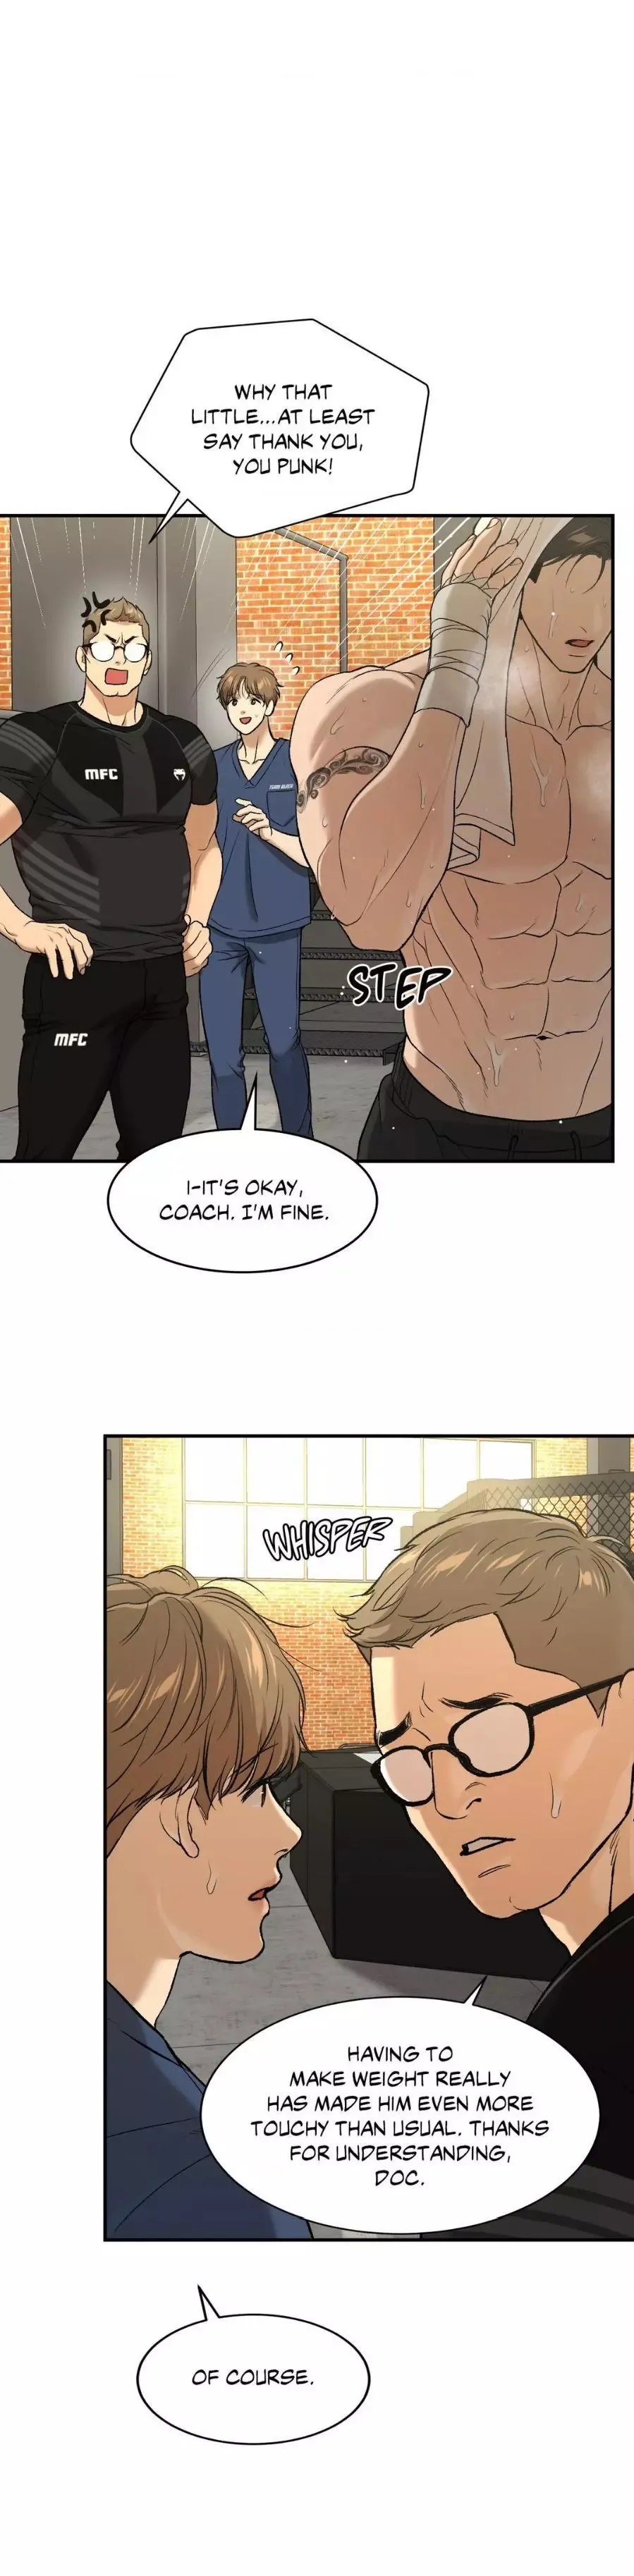 WHY THAT
LITTLE...AT LEAST
SAY THANK YOU,
YOU PUNK!
MFC
STEP
MFC
I-IT'S OKAY,
COACH. I'M FINE.
WHISPER
HAVING TO
MAKE WEIGHT REALLY
HAS MADE HIM EVEN MORE
TOUCHY THAN USUAL. THANKS
FOR UNDERSTANDING,
DOC.
OF COURSE.